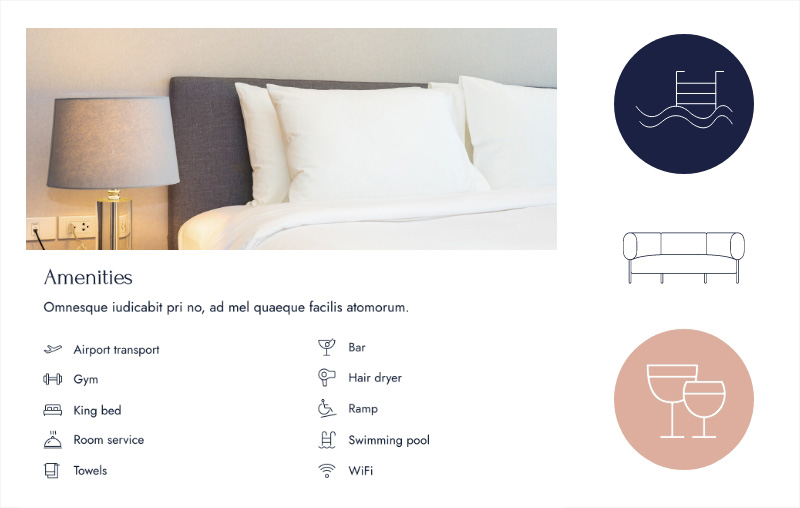 Amenities
Omnesque iudicabit pri no, ad mel quaeque facilis atomorum.
Airport transport
Gym
King bed
Room service
Towels
Bar
Hair dryer
Ramp
Swimming pool
WiFi